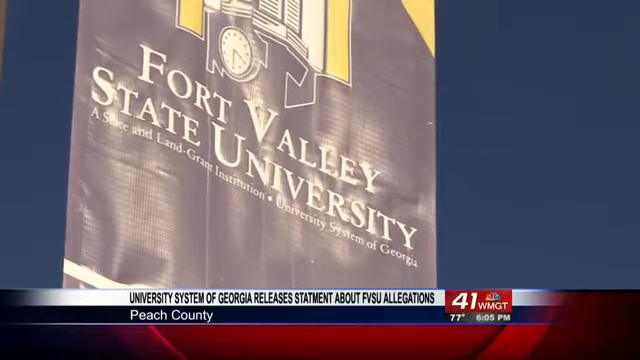 FORT VALLEY
STATE UNIVERSITY
A State and Land-Grant Institution • University System of Georgia
UNIVERSITY SYSTEM OF GEORGIA RELEASES STATMENT ABOUT FVSU ALLEGATIONS
Peach County
41 WMGT
77° 6:05 PM